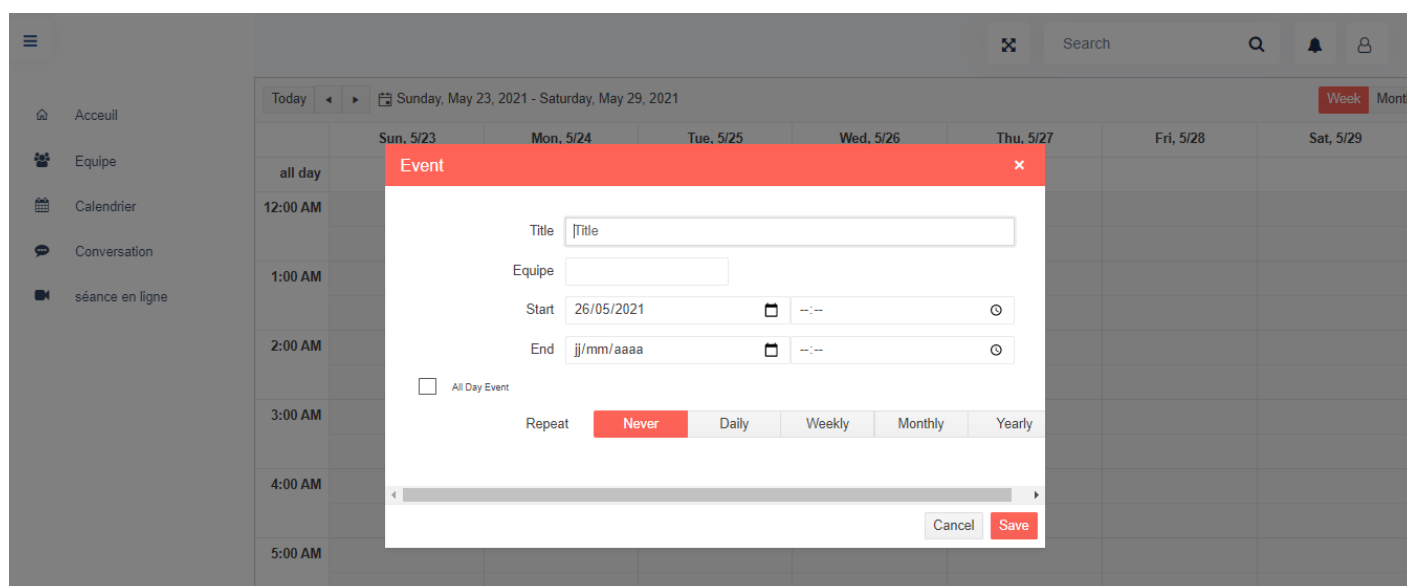 Search
Acceuil
Equipe
Calendrier
Conversation
séance en ligne
Today Sunday, May 23, 2021 - Saturday, May 29, 2021 Week Mont
Sun, 5/23 Mon, 5/24 Tue, 5/25 Wed, 5/26 Thu, 5/27 Fri, 5/28 Sat, 5/29
all day
12:00 AM
1:00 AM
2:00 AM
3:00 AM
4:00 AM
5:00 AM
Event
Title Title
Equipe
Start 26/05/2021 --:--
End jj/mm/aaaa --:--
All Day Event
Repeat Never Daily Weekly Monthly Yearly
Cancel Save